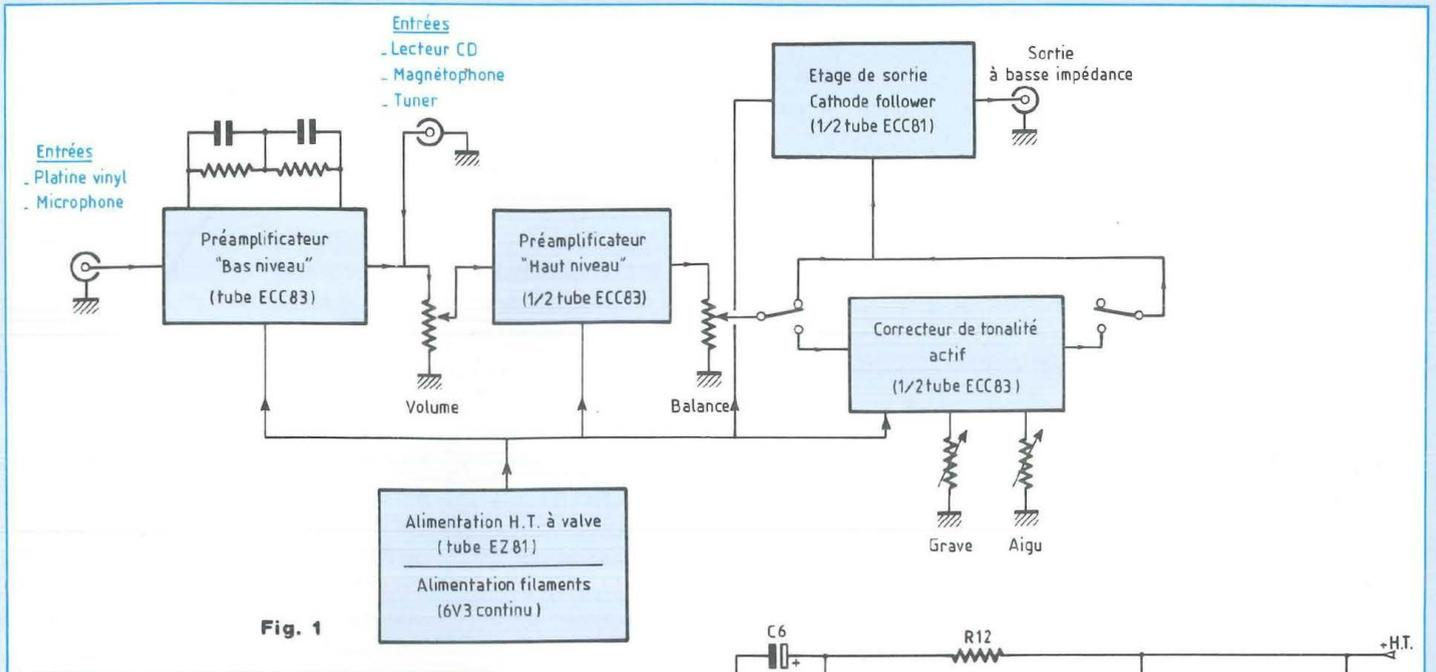 Entrées
- Lecteur CD
- Magnétophone
- Tuner
Entrées
- Platine vinyl
- Microphone
Préamplificateur
"Bas niveau"
(tube ECC83)
Préamplificateur
"Haut niveau"
(1/2 tube ECC83)
Etage de sortie
Cathode follower
(1/2 tube ECC81)
Sortie
à basse impédance
Correcteur de tonalité
actif
(1/2 tube ECC83)
Volume
Balance
Grave
Aigu
Alimentation H.T. à valve
(tube EZ81)
Alimentation filaments
(6V3 continu)
Fig. 1
C6
+
R12
+H.T.